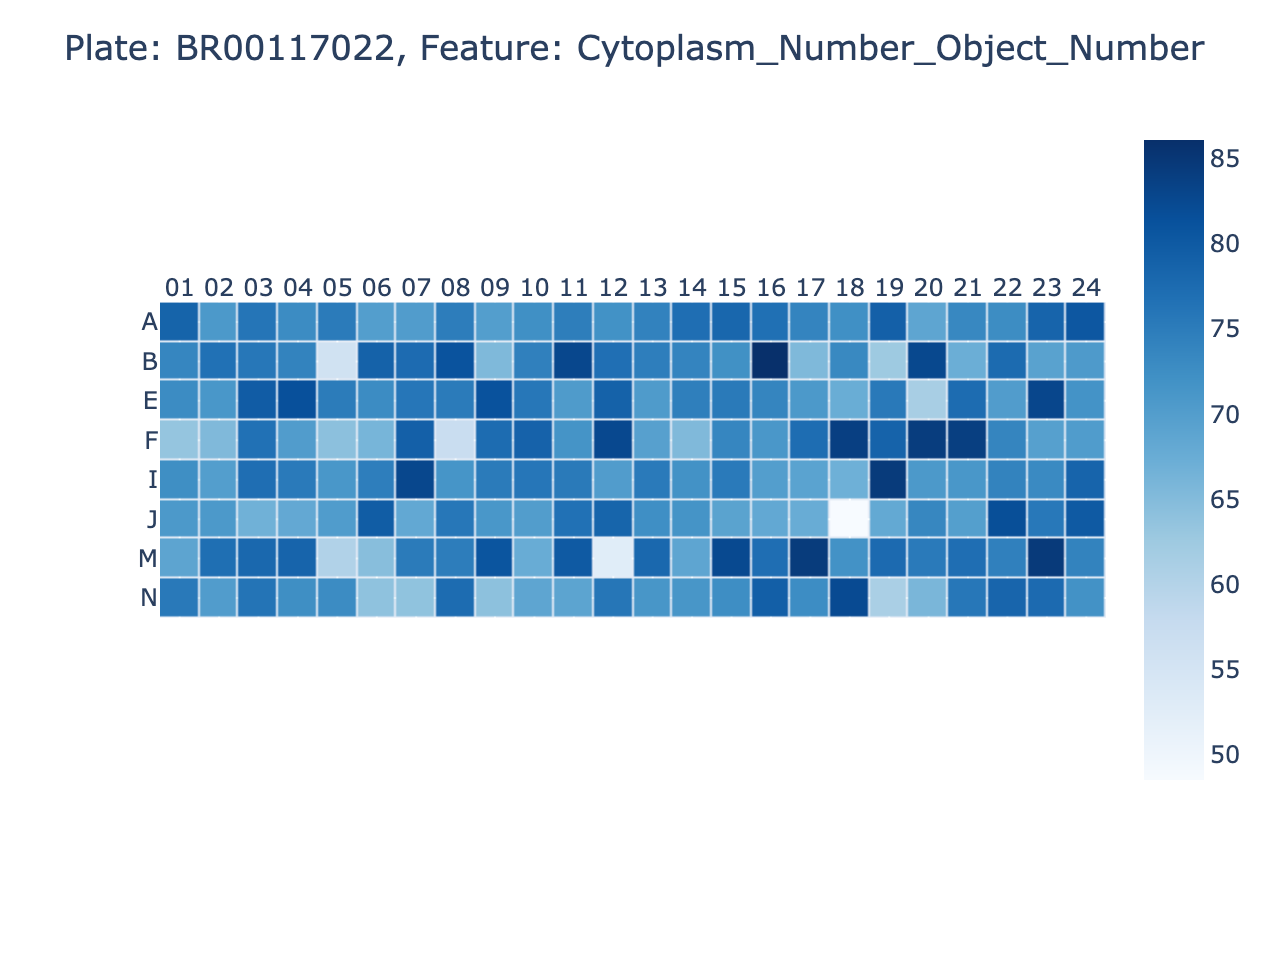 Plate: BR00117022, Feature: Cytoplasm_Number_Object_Number
01 02 03 04 05 06 07 08 09 10 11 12 13 14 15 16 17 18 19 20 21 22 23 24
A
B
E
F
I
J
M
N
85
80
75
70
65
60
55
50